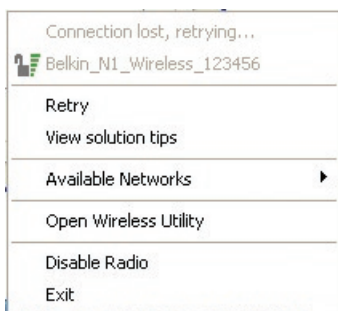 Connection lost, retrying...
Belkin_N1_Wireless_123456
Retry
View solution tips
Available Networks
Open Wireless Utility
Disable Radio
Exit